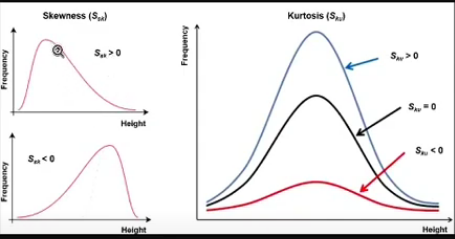 Skewness (Ssk)
Frequency
Ssk > 0
Height
Frequency
Ssk < 0
Height
Kurtosis (Sku)
Frequency
Sku > 0
Sku = 0
Sku < 0
Height